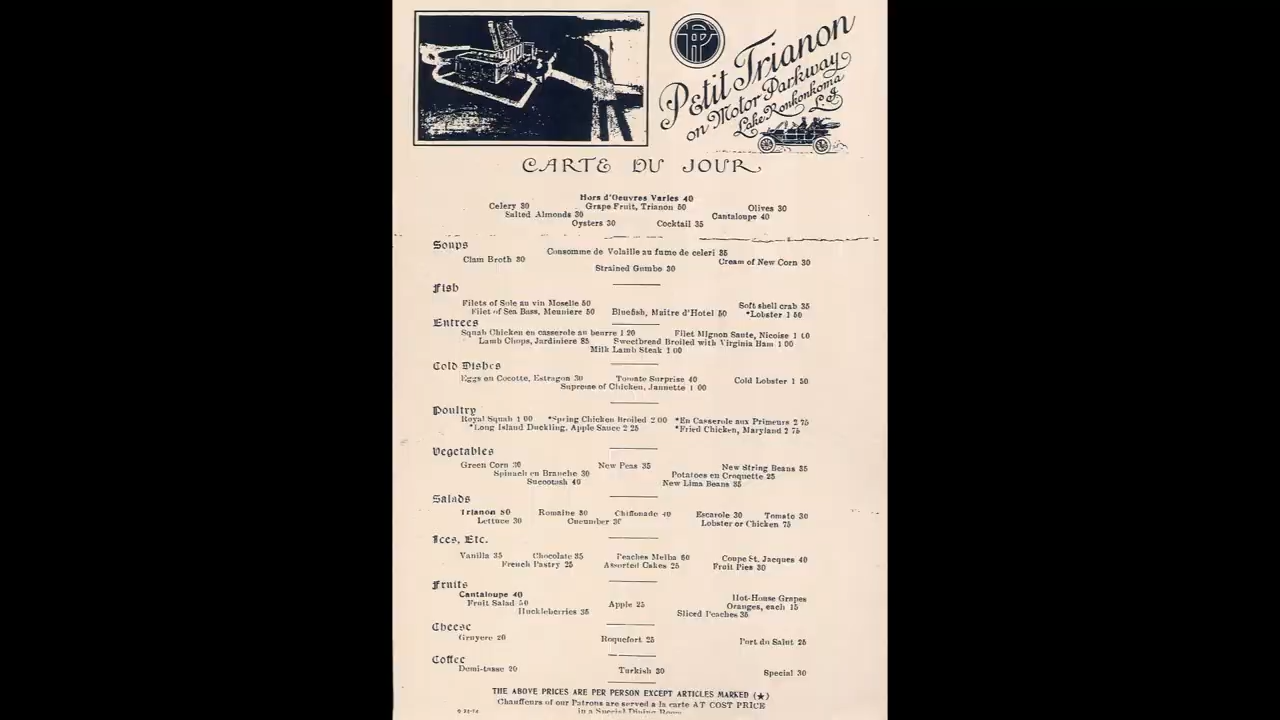 Petit Trianon
on Motor Parkway
Lake Ronkonkoma
L.I.
CARTE DU JOUR
Hors d'Oeuvres Varies 40
Celery 30 Grape Fruit, Trianon 50 Olives 30
Salted Almonds 30 Cantaloupe 40
Oysters 30 Cocktail 35
Soups
Consomme de Volaille au fume de celeri 35
Clam Broth 30 Cream of New Corn 30
Strained Gumbo 30
Fish
Filets of Sole au vin Moselle 50 Soft shell crab 35
Filet of Sea Bass, Meuniere 50 Bluefish, Maitre d'Hotel 50 *Lobster 1 50
Entrees
Squab Chicken en casserole au beurre 1 20 Filet Mignon Saute, Nicoise 1 00
Lamb Chops, Jardiniere 85 Sweetbread Broiled with Virginia Ham 1 00
Milk Lamb Steak 1 00
Cold Dishes
Eggs en Cocotte, Estragon 30 Tomato Surprise 40 Cold Lobster 1 50
Supreme of Chicken, Jannette 1 00
Poultry
Royal Squab 1 00 *Spring Chicken Broiled 2 00 *En Casserole aux Primeurs 2 75
*Long Island Duckling, Apple Sauce 2 25 *Fried Chicken, Maryland 2 75
Vegetables
Green Corn 30 New Peas 35 New String Beans 35
Spinach en Branche 30 Potatoes en Croquette 25
Succotash 40 New Lima Beans 35
Salads
Trianon 50 Romaine 30 Chiffonade 40 Escarole 30 Tomato 30
Lettuce 30 Cucumber 30 Lobster or Chicken 75
Ices, Etc.
Vanilla 35 Chocolate 35 Peaches Melba 60 Coupe St. Jacques 40
French Pastry 25 Assorted Cakes 25 Fruit Pies 30
Fruits
Cantaloupe 40 Hot-House Grapes
Fruit Salad 50 Apple 25 Oranges, each 15
Huckleberries 35 Sliced Peaches 35
Cheese
Gruyere 20 Roquefort 25 Port du Salut 25
Coffee
Demi-tasse 20 Turkish 30 Special 30
THE ABOVE PRICES ARE PER PERSON EXCEPT ARTICLES MARKED (★)
Chauffeurs of our Patrons are served a la carte AT COST PRICE
in a Special Dining Room